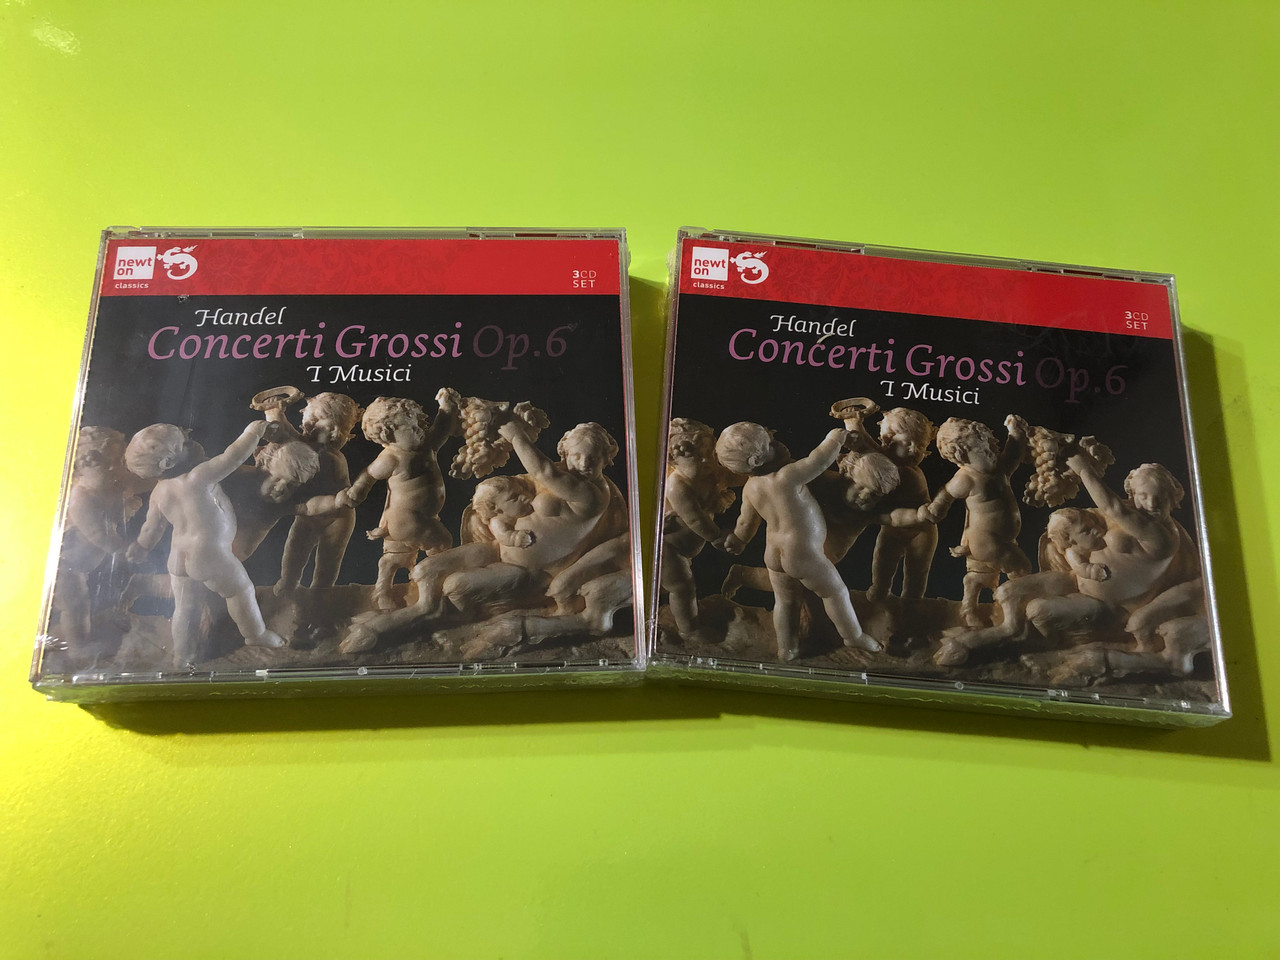 newt
on
classics
3CD
SET
Handel
Concerti Grossi Op.6
I Musici
newt
on
classics
3CD
SET
Handel
Concerti Grossi Op.6
I Musici